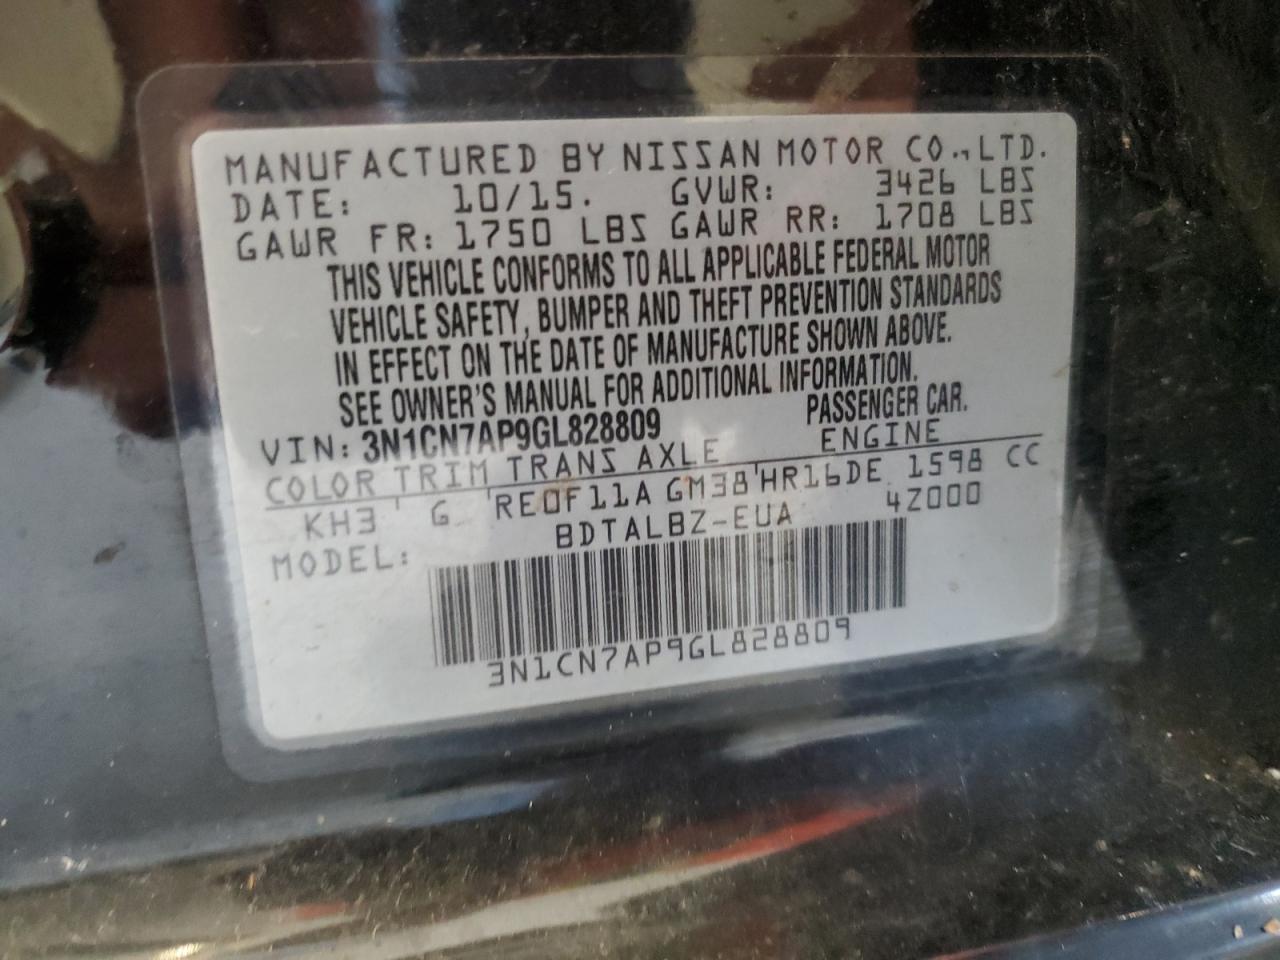 MANUFACTURED BY NISSAN MOTOR CO.,LTD.
DATE: 10/15. GVWR: 3426 LBS
GAWR FR: 1750 LBS GAWR RR: 1708 LBS
THIS VEHICLE CONFORMS TO ALL APPLICABLE FEDERAL MOTOR
VEHICLE SAFETY, BUMPER AND THEFT PREVENTION STANDARDS
IN EFFECT ON THE DATE OF MANUFACTURE SHOWN ABOVE.
SEE OWNER'S MANUAL FOR ADDITIONAL INFORMATION.
VIN: 3N1CN7AP9GL828809 PASSENGER CAR.
COLOR TRIM TRANS AXLE ENGINE
KH3 G RE0F11A GM38 HR16DE 1598 CC
MODEL: BDTALBZ-EUA 4Z000
3N1CN7AP9GL828809